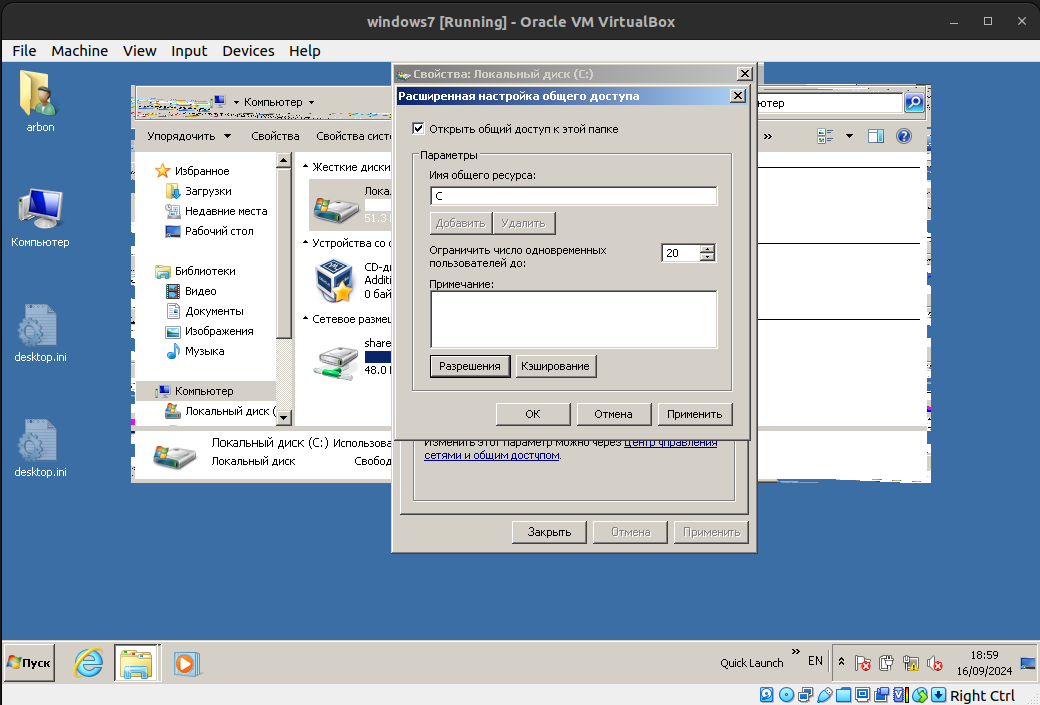 windows7 [Running] - Oracle VM VirtualBox
File Machine View Input Devices Help
arbon
Компьютер
desktop.ini
desktop.ini
Компьютер
Упорядочить Свойства Свойства сист
Избранное
Загрузки
Недавние места
Рабочий стол
Библиотеки
Видео
Документы
Изображения
Музыка
Компьютер
Локальный диск (
Жесткие диски
Лока
51.3
Устройства со с
CD-ди
Additi
0 бай
Сетевое размещ
share
48.0
Локальный диск (C:) Использова
Локальный диск Свобод
ютер
»
Свойства: Локальный диск (C:)
Расширенная настройка общего доступа
Открыть общий доступ к этой папке
Параметры
Имя общего ресурса:
C
Добавить Удалить
Ограничить число одновременных
пользователей до:
20
Примечание:
Разрешения Кэширование
ОК Отмена Применить
Изменить этот параметр можно через Центр управления
сетями и общим доступом.
Закрыть Отмена Применить
Пуск
Quick Launch » EN
18:59
16/09/2024
Right Ctrl